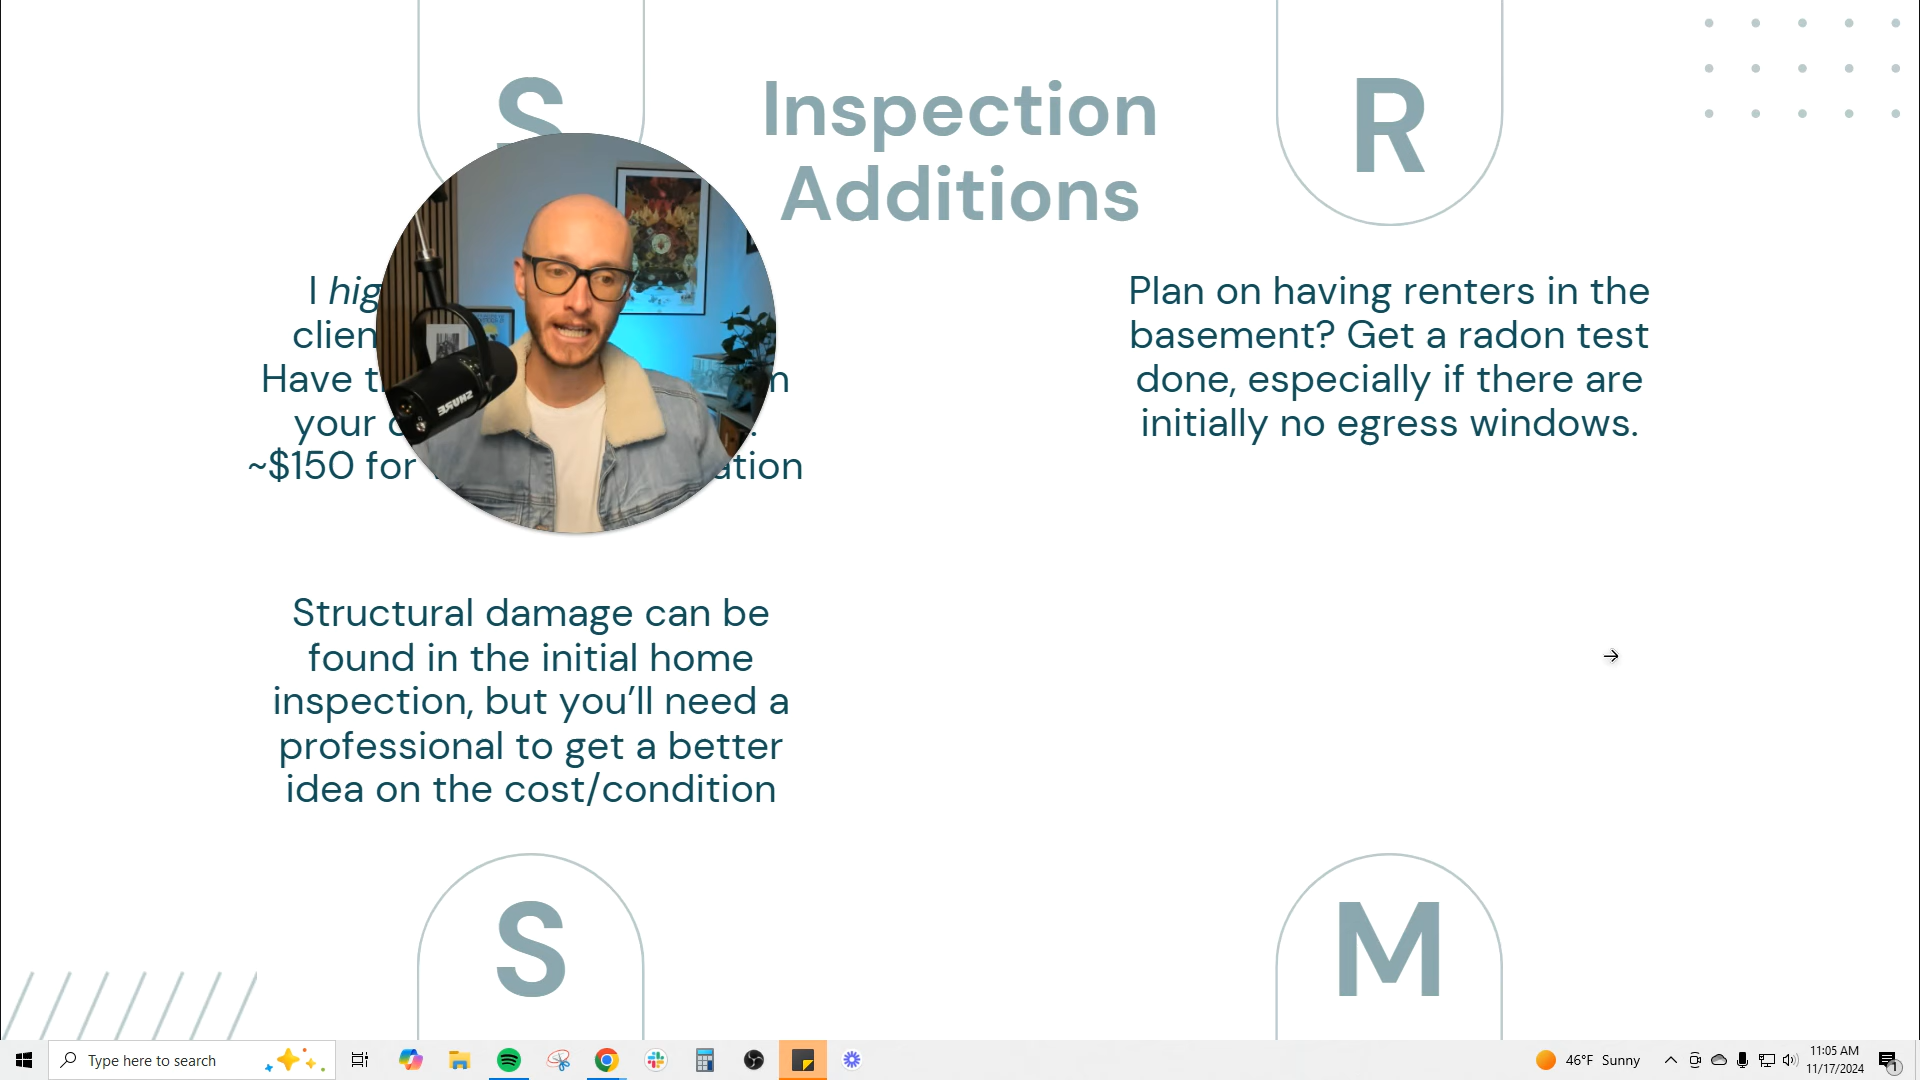 S
Inspection
Additions
R
I hig
clien
Have t
your
~$150 for
ation
Plan on having renters in the
basement? Get a radon test
done, especially if there are
initially no egress windows.
SHURE
Structural damage can be
found in the initial home
inspection, but you’ll need a
professional to get a better
idea on the cost/condition
S
M
Type here to search
46°F Sunny
11:05 AM
11/17/2024
1